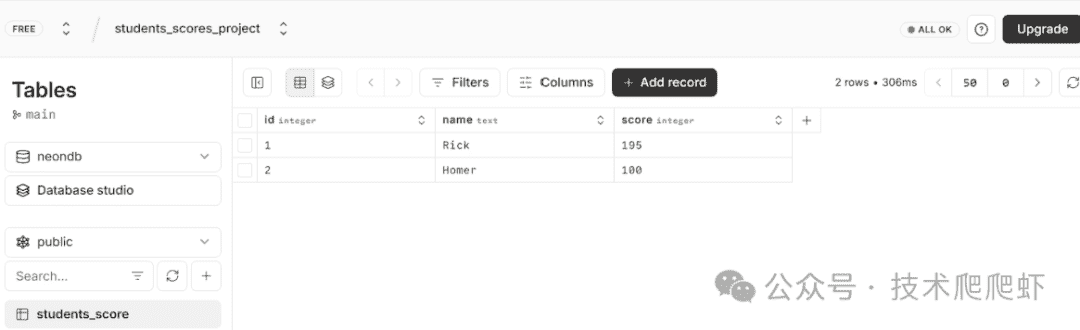 FREE students_scores_project ALL OK Upgrade
Tables
main
neondb
Database studio
public
Search...
students_score
Filters Columns + Add record 2 rows • 306ms 50 0
id integer name text score integer +
1 Rick 195
2 Homer 100
公众号 · 技术爬爬虾